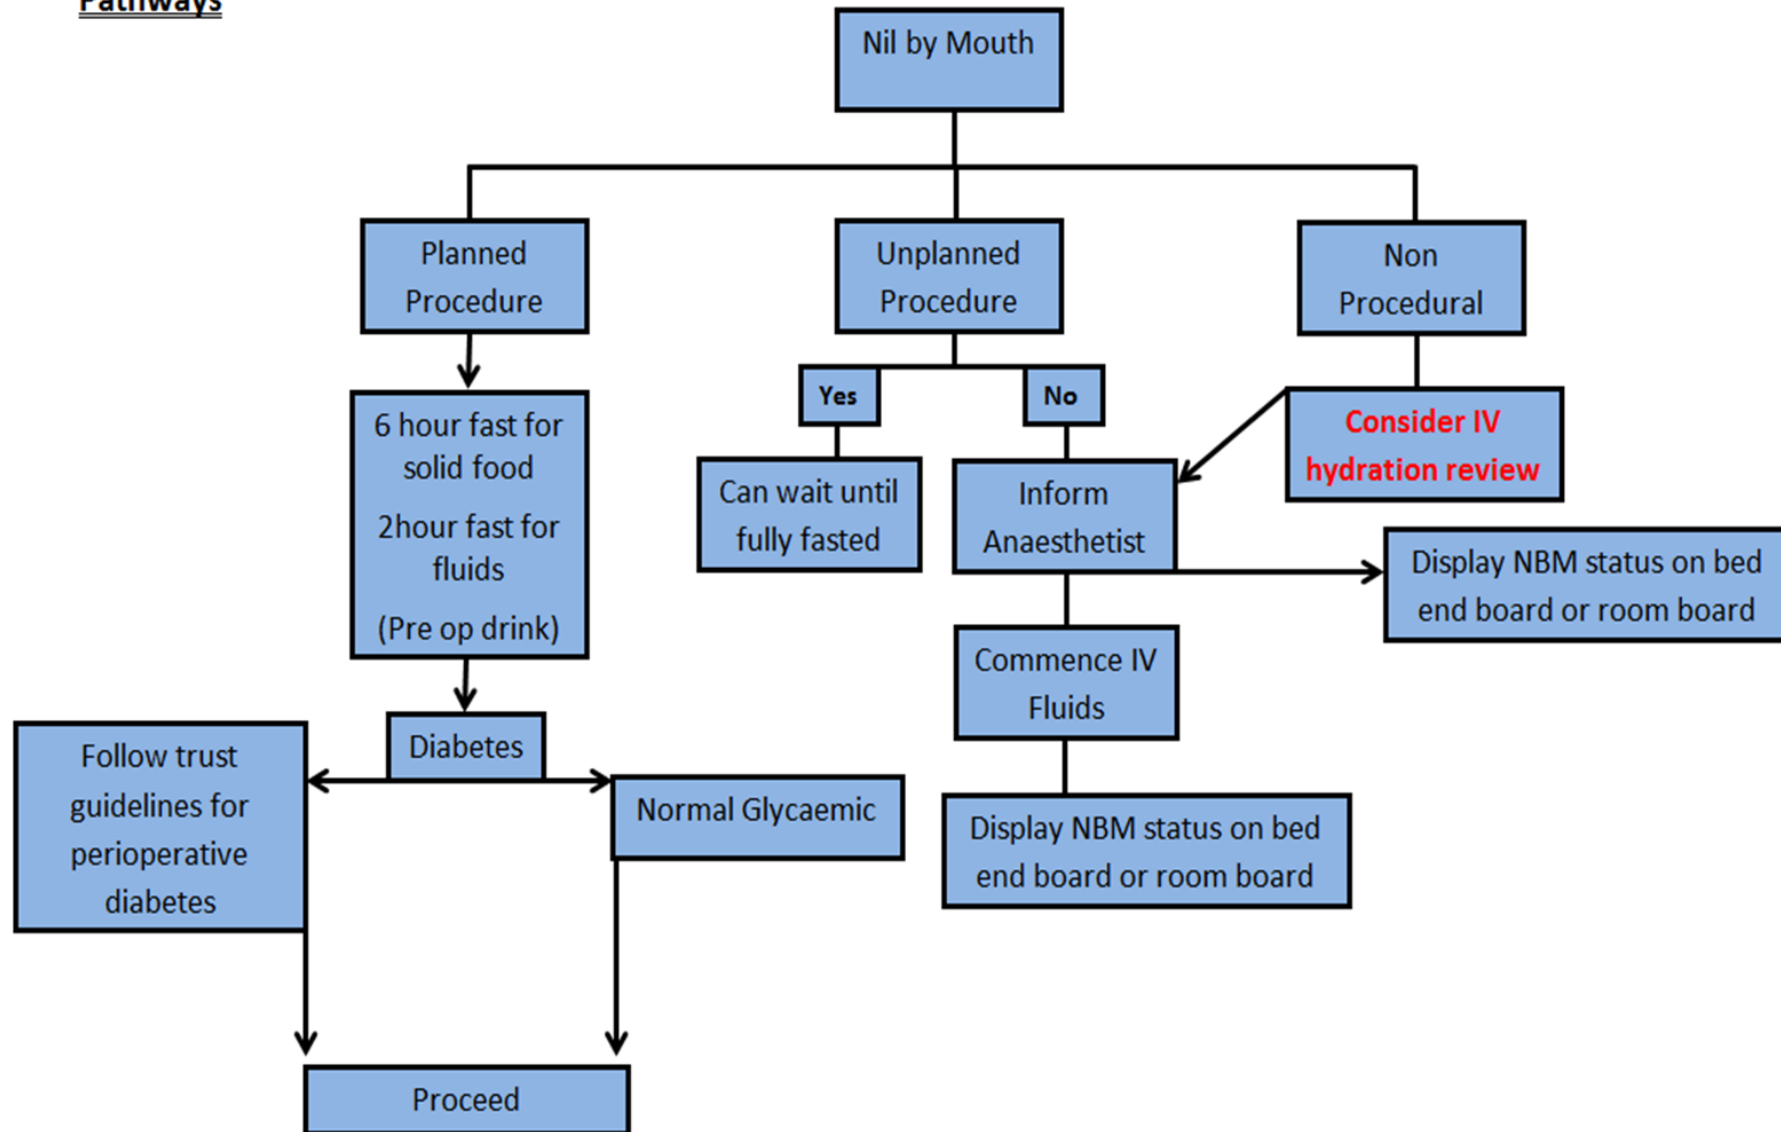 Pathways
Nil by Mouth
Planned
Procedure
Unplanned
Procedure
Non
Procedural
6 hour fast for
solid food
2hour fast for
fluids
(Pre op drink)
Yes
No
Consider IV
hydration review
Can wait until
fully fasted
Inform
Anaesthetist
Display NBM status on bed
end board or room board
Commence IV
Fluids
Diabetes
Follow trust
guidelines for
perioperative
diabetes
Normal Glycaemic
Display NBM status on bed
end board or room board
Proceed